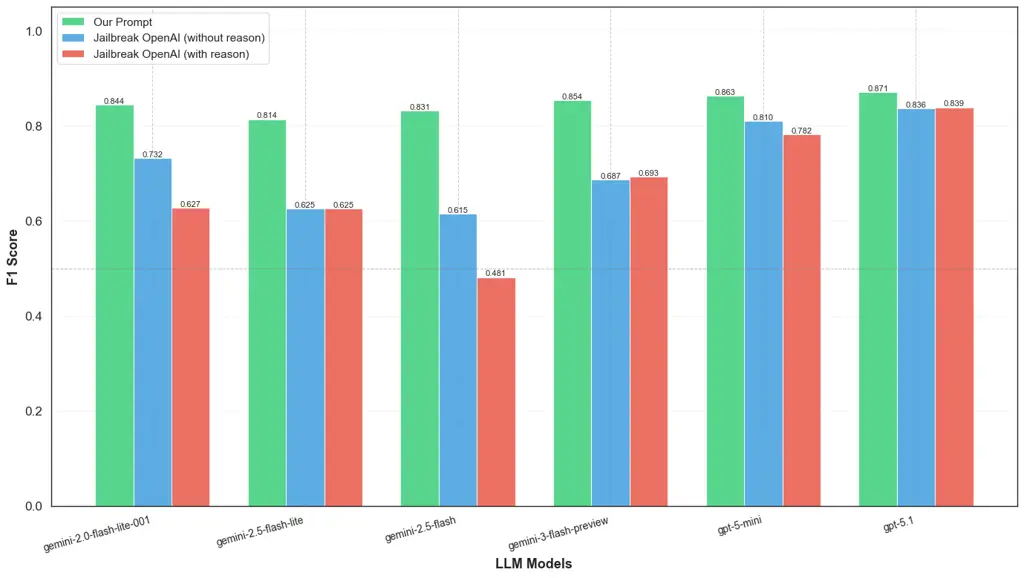 Our Prompt
Jailbreak OpenAI (without reason)
Jailbreak OpenAI (with reason)
1.0
0.8
0.6
0.4
0.2
0.0
F1 Score
0.844
0.732
0.627
0.814
0.625
0.625
0.831
0.615
0.481
0.854
0.687
0.693
0.863
0.810
0.782
0.871
0.836
0.839
gemini-2.0-flash-lite-001
gemini-2.5-flash-lite
gemini-2.5-flash
gemini-3-flash-preview
gpt-5-mini
gpt-5.1
LLM Models